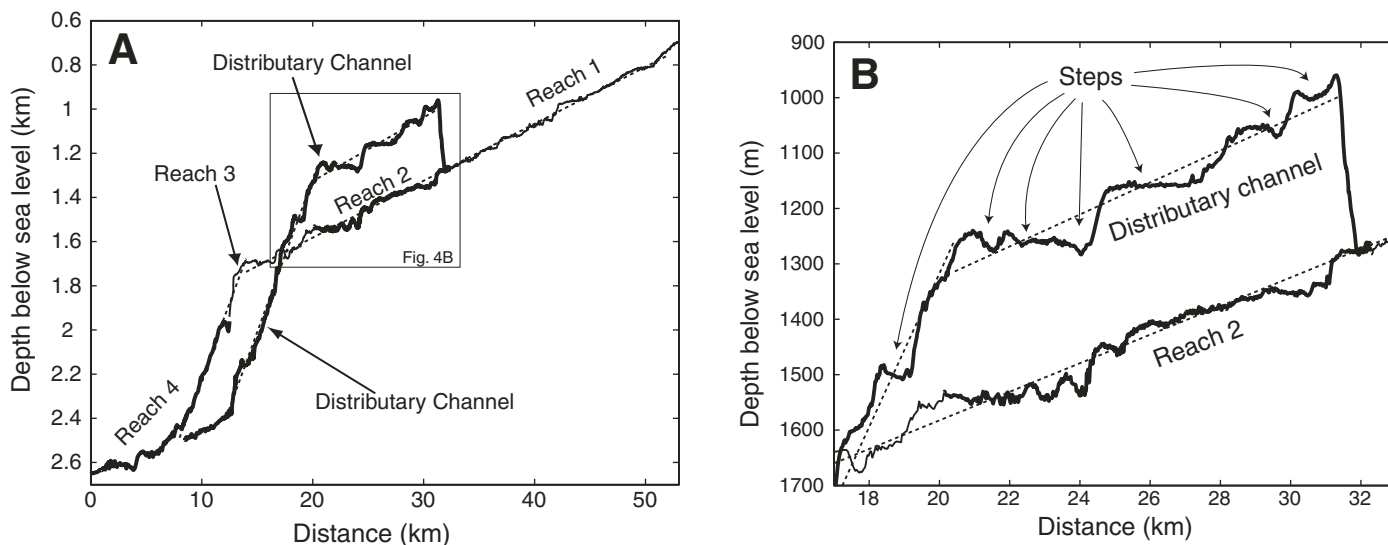 A
Distributary Channel
Reach 1
Reach 2
Reach 3
Fig. 4B
Distributary Channel
Reach 4
Depth below sea level (km)
0.6
0.8
1
1.2
1.4
1.6
1.8
2
2.2
2.4
2.6
0 10 20 30 40 50
Distance (km)
B
Steps
Distributary channel
Reach 2
Depth below sea level (m)
900
1000
1100
1200
1300
1400
1500
1600
1700
18 20 22 24 26 28 30 32
Distance (km)